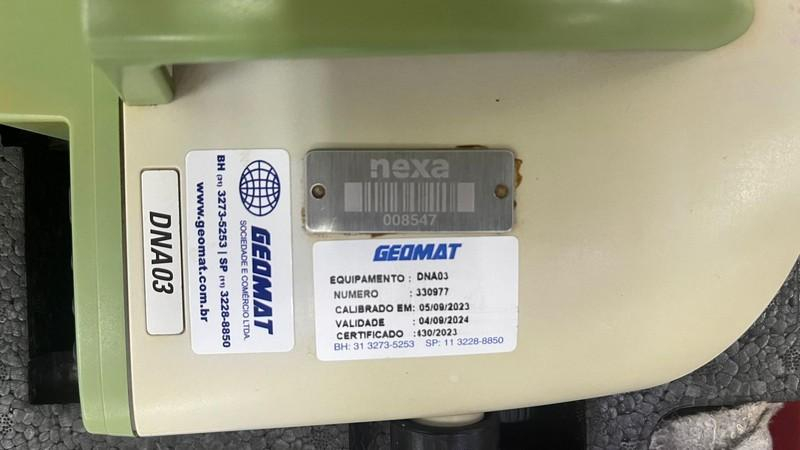 DNA03
GEOMAT
SOCIEDADE E COMÉRCIO LTDA.
BH (31) 3273-5253 | SP (11) 3228-8850
www.geomat.com.br
nexa
008547
GEOMAT
EQUIPAMENTO : DNA03
NUMERO : 330977
CALIBRADO EM: 05/09/2023
VALIDADE : 04/09/2024
CERTIFICADO :430/2023
BH: 31 3273-5253 SP: 11 3228-8850